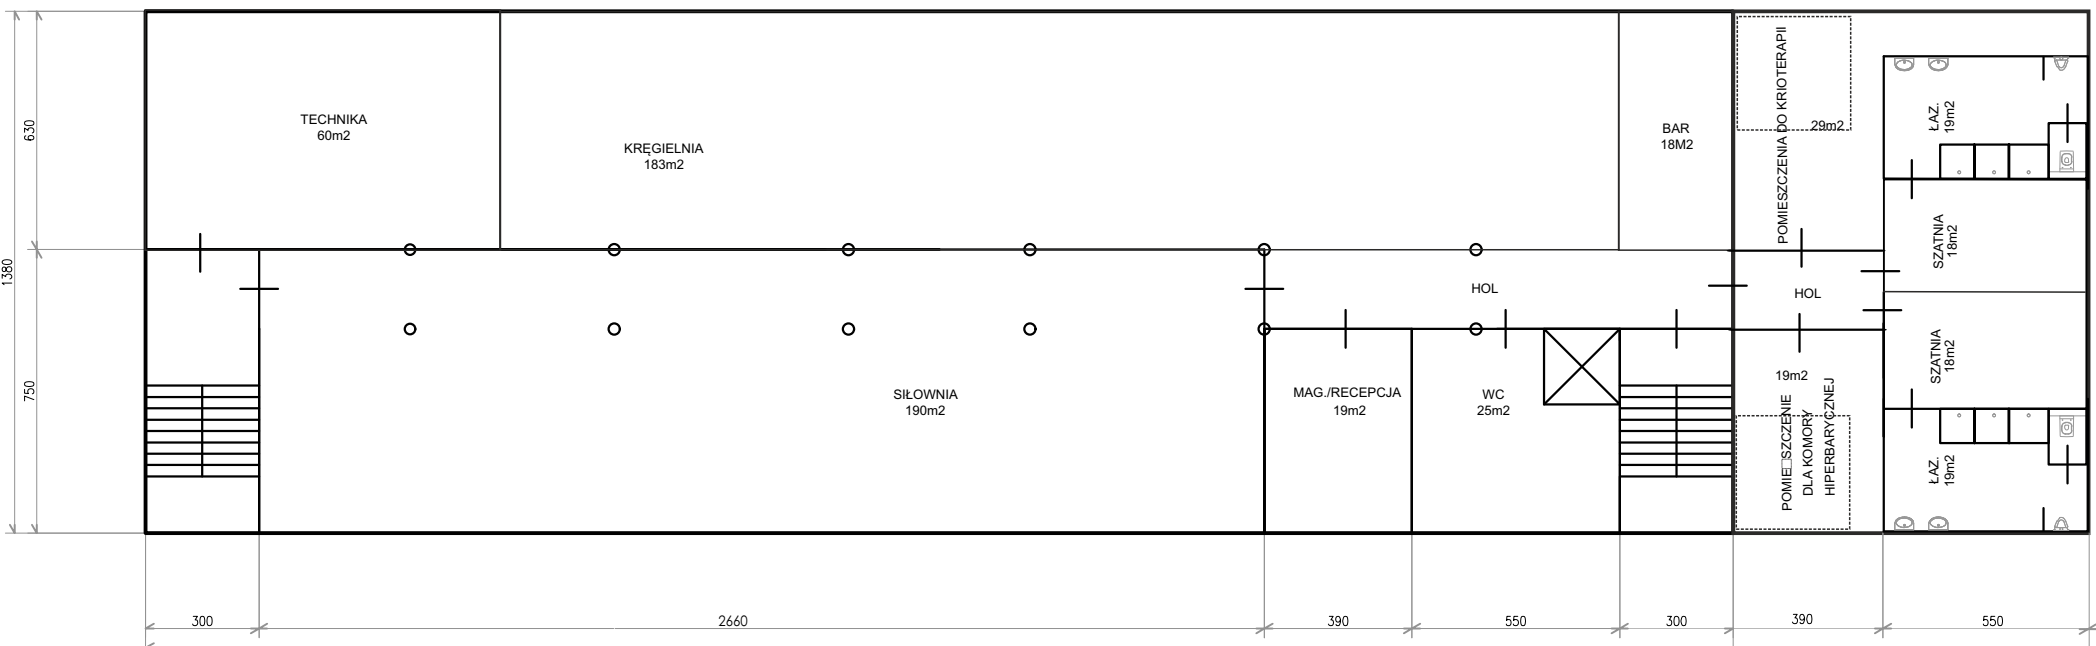 TECHNIKA
60m2
KRĘGIELNIA
183m2
BAR
18M2
POMIESZCZENIA DO KRIOTERAPII
29m2
ŁAZ.
19m2
SZATNIA
18m2
HOL
HOL
SIŁOWNIA
190m2
MAG./RECEPCJA
19m2
WC
25m2
19m2
POMIESZCZENIE
DLA KOMORY
HIPERBARYCZNEJ
SZATNIA
18m2
ŁAZ.
19m2
630
1380
750
300
2660
390
550
300
390
550